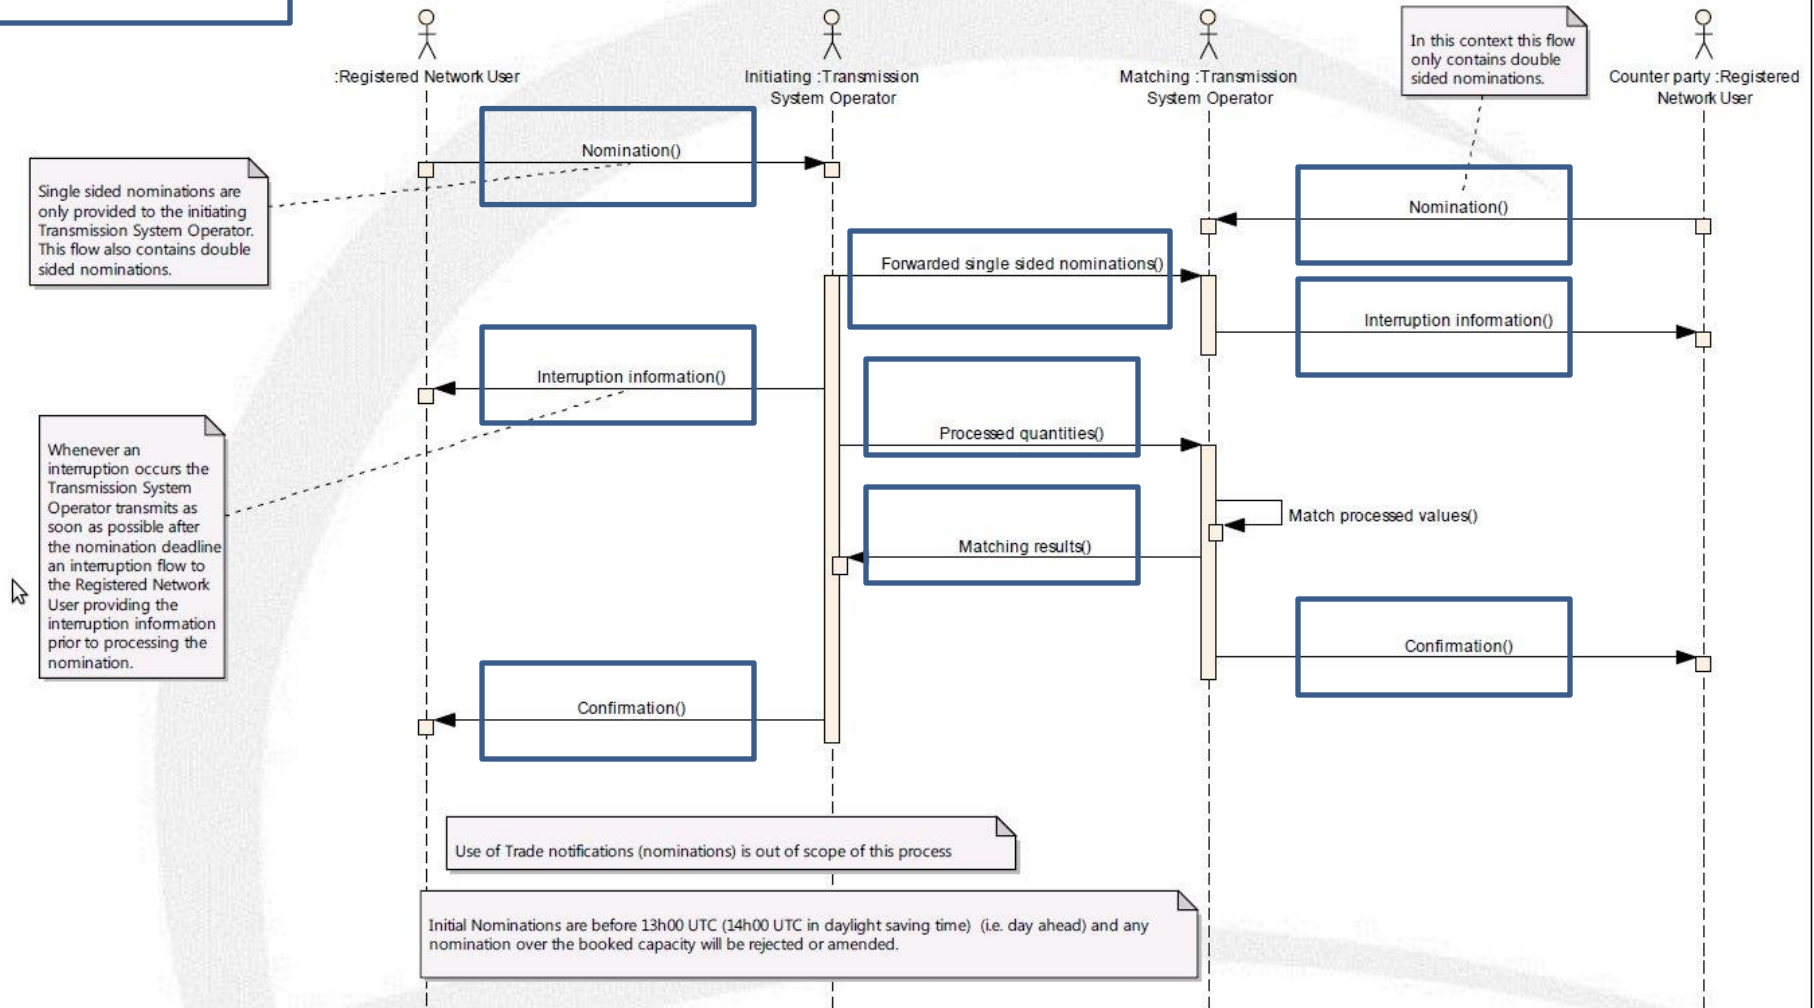 :Registered Network User
Initiating :Transmission
System Operator
Matching :Transmission
System Operator
In this context this flow
only contains double
sided nominations.
Counter party :Registered
Network User
Nomination()
Single sided nominations are
only provided to the initiating
Transmission System Operator.
This flow also contains double
sided nominations.
Nomination()
Forwarded single sided nominations()
Interruption information()
Interruption information()
Processed quantities()
Whenever an
interruption occurs the
Transmission System
Operator transmits as
soon as possible after
the nomination deadline
an interruption flow to
the Registered Network
User providing the
interruption information
prior to processing the
nomination.
Match processed values()
Matching results()
Confirmation()
Confirmation()
Use of Trade notifications (nominations) is out of scope of this process
Initial Nominations are before 13h00 UTC (14h00 UTC in daylight saving time) (i.e. day ahead) and any
nomination over the booked capacity will be rejected or amended.